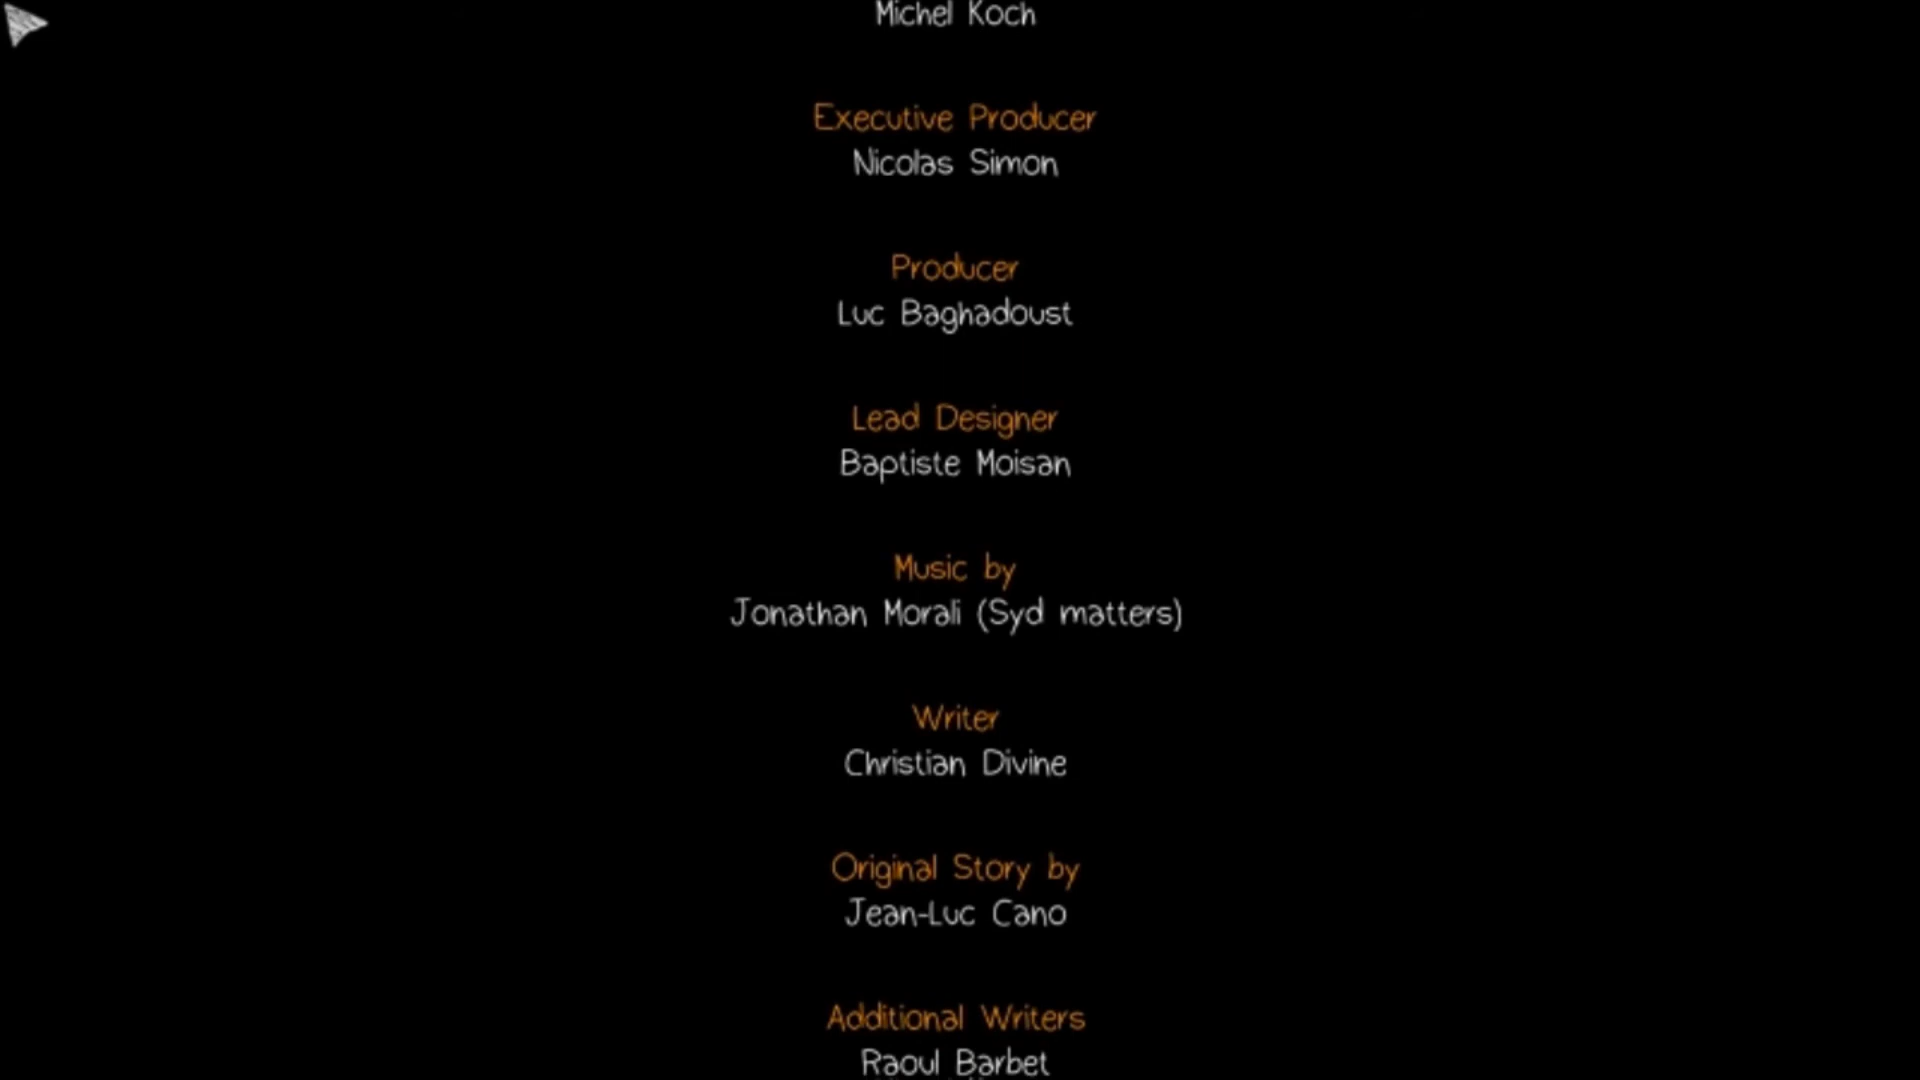 Michel Koch
Executive Producer
Nicolas Simon
Producer
Luc Baghadoust
Lead Designer
Baptiste Moisan
Music by
Jonathan Morali (Syd matters)
Writer
Christian Divine
Original Story by
Jean-Luc Cano
Additional Writers
Raoul Barbet